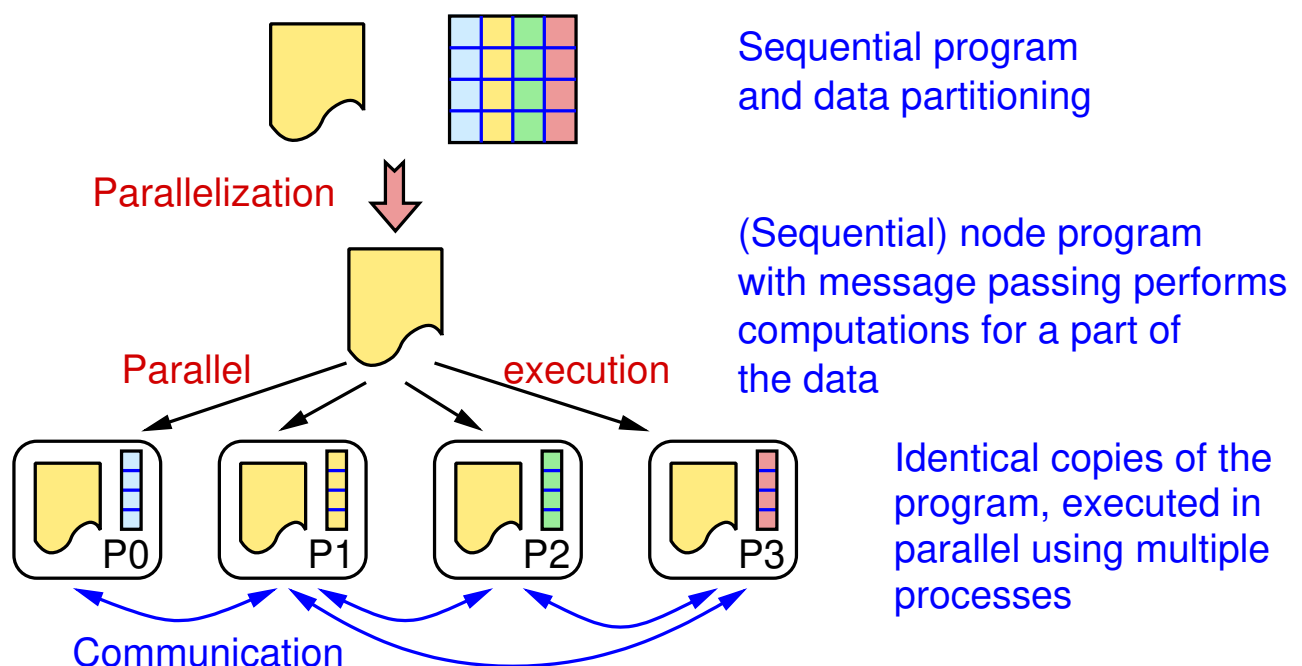 Sequential program
and data partitioning
Parallelization
(Sequential) node program
with message passing performs
computations for a part of
the data
Parallel execution
P0 P1 P2 P3
Identical copies of the
program, executed in
parallel using multiple
processes
Communication